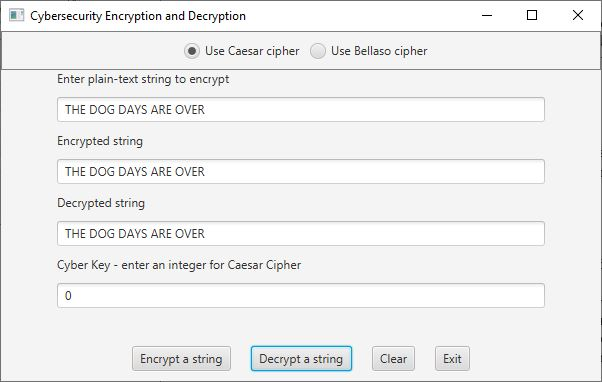 Cybersecurity Encryption and Decryption
Use Caesar cipher Use Bellaso cipher
Enter plain-text string to encrypt
THE DOG DAYS ARE OVER
Encrypted string
THE DOG DAYS ARE OVER
Decrypted string
THE DOG DAYS ARE OVER
Cyber Key - enter an integer for Caesar Cipher
0
Encrypt a string Decrypt a string Clear Exit